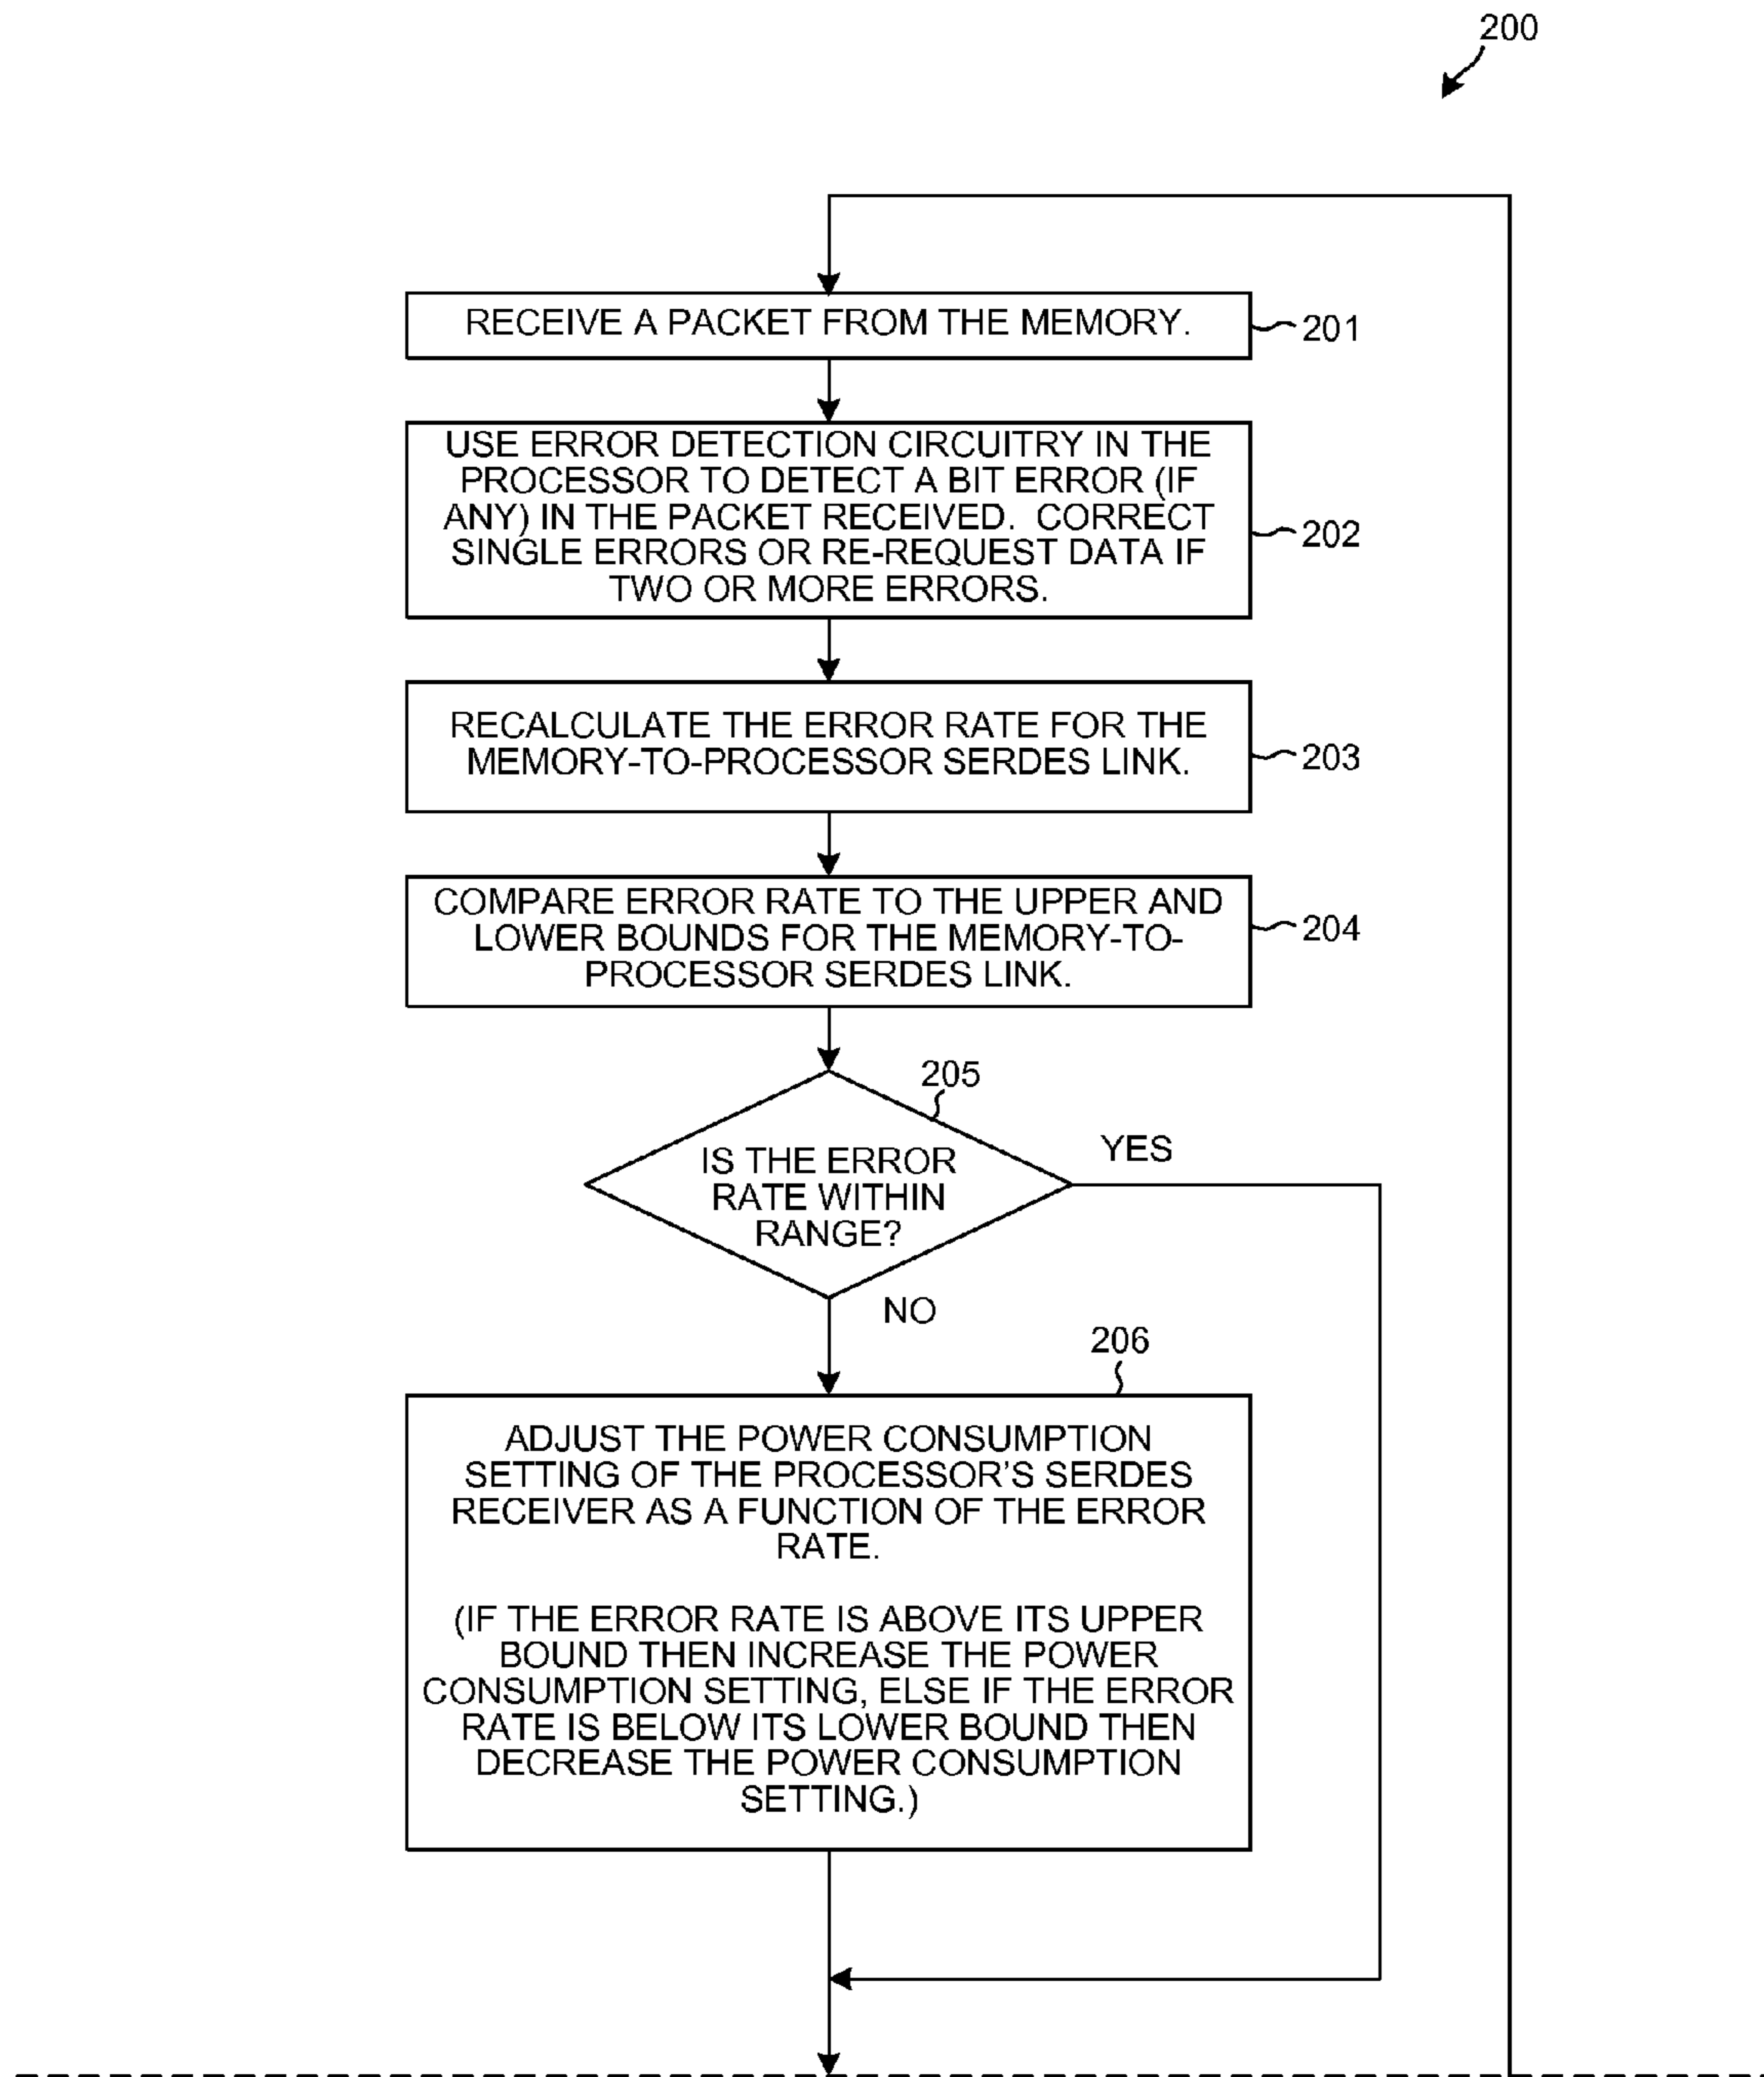 200
RECEIVE A PACKET FROM THE MEMORY.
201
USE ERROR DETECTION CIRCUITRY IN THE
PROCESSOR TO DETECT A BIT ERROR (IF
ANY) IN THE PACKET RECEIVED. CORRECT
SINGLE ERRORS OR RE-REQUEST DATA IF
TWO OR MORE ERRORS.
202
RECALCULATE THE ERROR RATE FOR THE
MEMORY-TO-PROCESSOR SERDES LINK.
203
COMPARE ERROR RATE TO THE UPPER AND
LOWER BOUNDS FOR THE MEMORY-TO-
PROCESSOR SERDES LINK.
204
205
IS THE ERROR
RATE WITHIN
RANGE?
YES
NO
206
ADJUST THE POWER CONSUMPTION
SETTING OF THE PROCESSOR'S SERDES
RECEIVER AS A FUNCTION OF THE ERROR
RATE.
(IF THE ERROR RATE IS ABOVE ITS UPPER
BOUND THEN INCREASE THE POWER
CONSUMPTION SETTING, ELSE IF THE ERROR
RATE IS BELOW ITS LOWER BOUND THEN
DECREASE THE POWER CONSUMPTION
SETTING.)